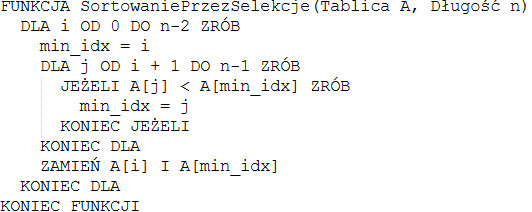 FUNKCJA SortowaniePrzezSelekcje(Tablica A, Długość n)
DLA i OD 0 DO n-2 ZRÓB
min_idx = i
DLA j OD i + 1 DO n-1 ZRÓB
JEŻELI A[j] < A[min_idx] ZRÓB
min_idx = j
KONIEC JEŻELI
KONIEC DLA
ZAMIEŃ A[i] I A[min_idx]
KONIEC DLA
KONIEC FUNKCJI